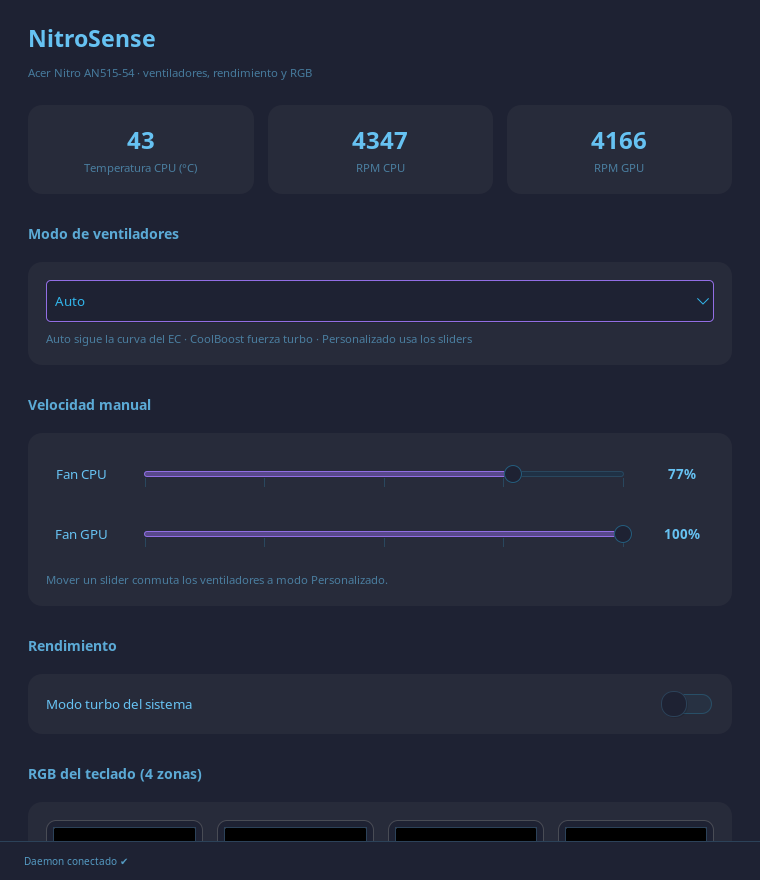 NitroSense
Acer Nitro AN515-54 · ventiladores, rendimiento y RGB
43
Temperatura CPU (°C)
4347
RPM CPU
4166
RPM GPU
Modo de ventiladores
Auto
Auto sigue la curva del EC · CoolBoost fuerza turbo · Personalizado usa los sliders
Velocidad manual
Fan CPU
77%
Fan GPU
100%
Mover un slider conmuta los ventiladores a modo Personalizado.
Rendimiento
Modo turbo del sistema
RGB del teclado (4 zonas)
Daemon conectado ✔